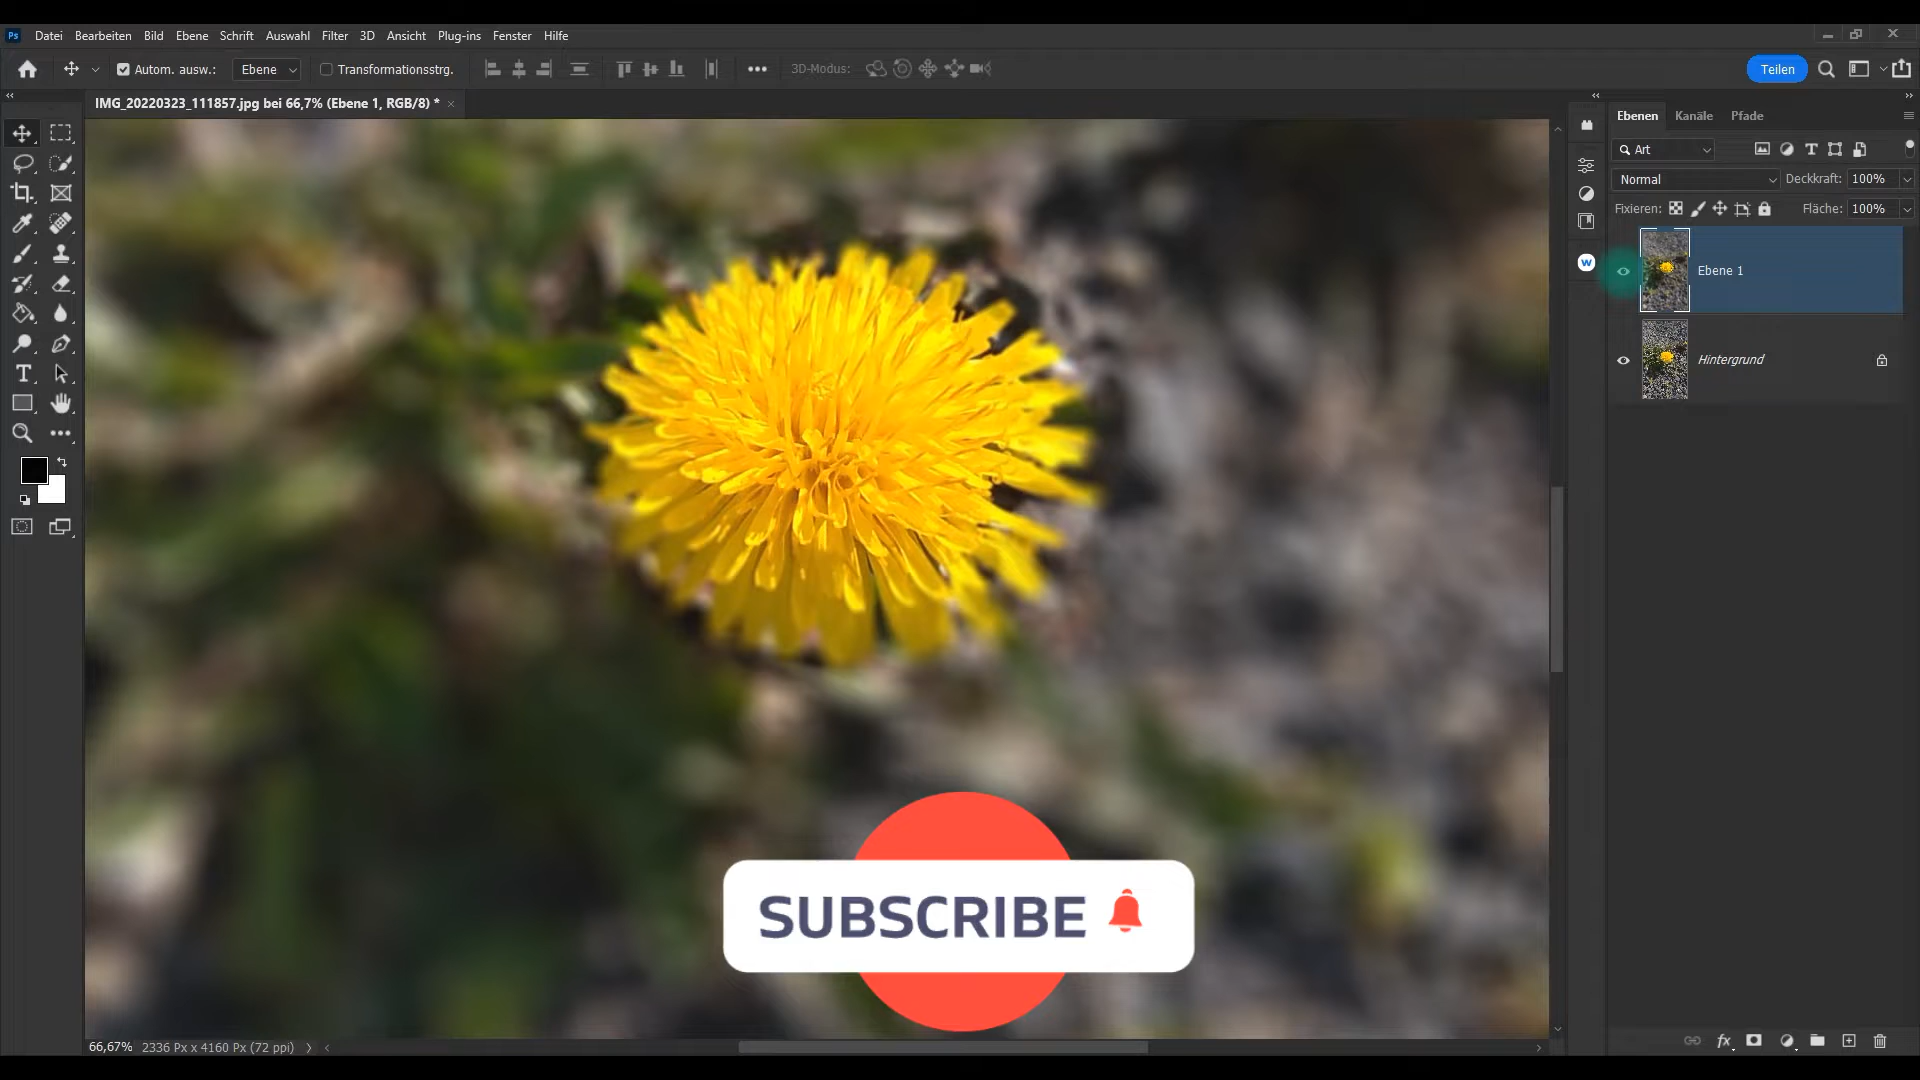 Ps Datei Bearbeiten Bild Ebene Schrift Auswahl Filter 3D Ansicht Plug-ins Fenster Hilfe
Autom. ausw.: Ebene Transformationsstrg. 3D-Modus: Teilen
IMG_20220323_111857.jpg bei 66,7% (Ebene 1, RGB/8) *
Ebenen Kanäle Pfade
Art
Normal Deckkraft: 100%
Fixieren: Fläche: 100%
Ebene 1
Hintergrund
SUBSCRIBE
66,67% 2336 Px x 4160 Px (72 ppi)
fx